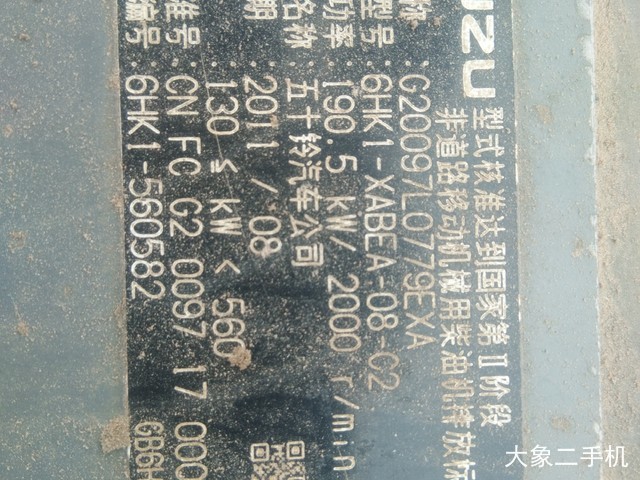 UZU
型式核准达到国家第Ⅱ阶段
非道路移动机械用柴油机排放标
称:G20097L0779EXA
型号:6HK1-XABEA-08-C2
功率:190.5 kW/ 2000 r/min
名称:五十铃汽车公司
期:2011 / 08
130 ≤ kW < 560
准号:CN FC G2 0097 17 000
编号:6HK1-560582
GB6H
大象二手机